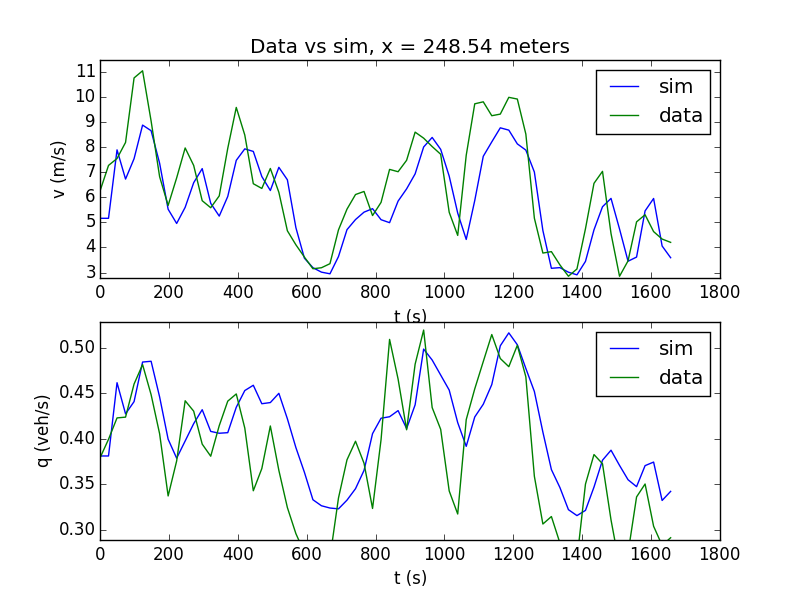 Data vs sim, x = 248.54 meters
11
10
9
8
7
6
5
4
3
v (m/s)
sim
data
0 200 400 600 800 1000 1200 1400 1600 1800
t (s)
0.50
0.45
0.40
0.35
0.30
q (veh/s)
sim
data
0 200 400 600 800 1000 1200 1400 1600 1800
t (s)